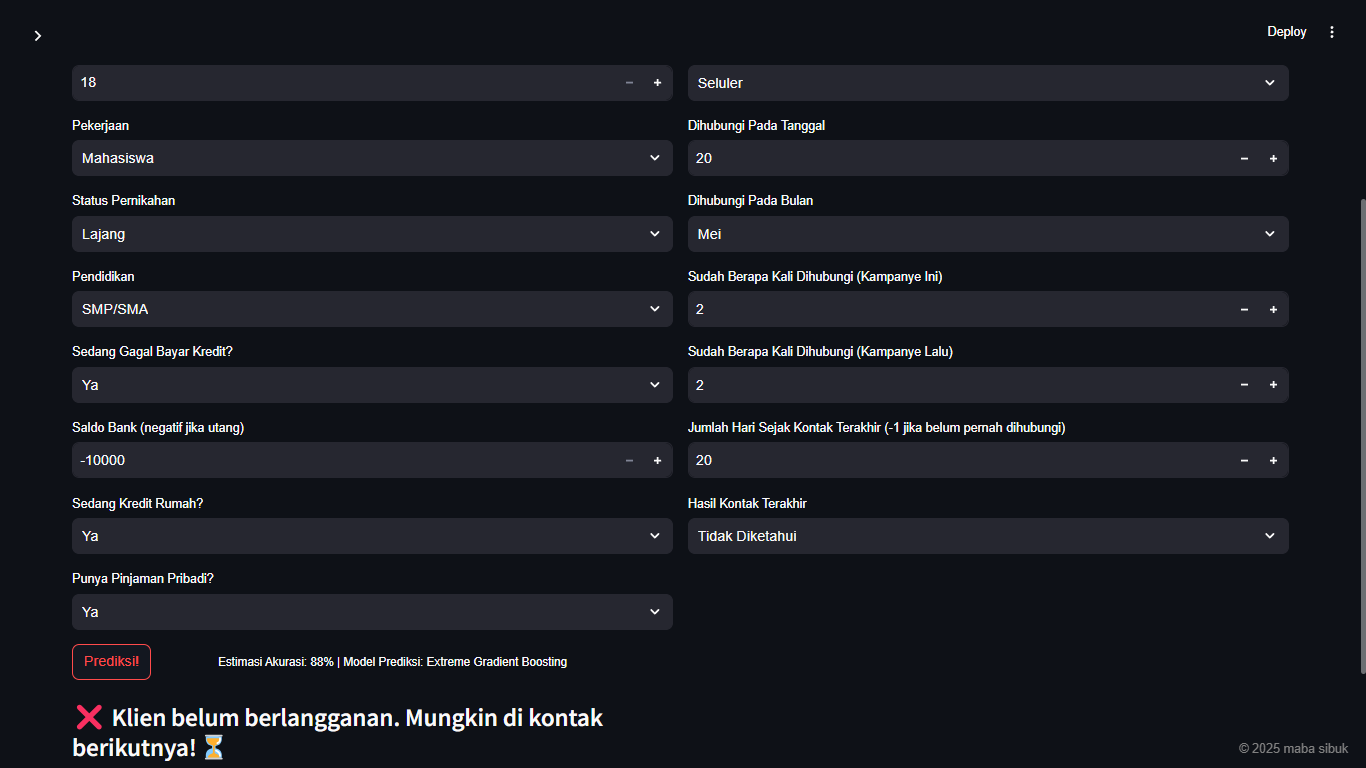 Deploy
18
Pekerjaan
Mahasiswa
Status Pernikahan
Lajang
Pendidikan
SMP/SMA
Sedang Gagal Bayar Kredit?
Ya
Saldo Bank (negatif jika utang)
-10000
Sedang Kredit Rumah?
Ya
Punya Pinjaman Pribadi?
Ya
Seluler
Dihubungi Pada Tanggal
20
Dihubungi Pada Bulan
Mei
Sudah Berapa Kali Dihubungi (Kampanye Ini)
2
Sudah Berapa Kali Dihubungi (Kampanye Lalu)
2
Jumlah Hari Sejak Kontak Terakhir (-1 jika belum pernah dihubungi)
20
Hasil Kontak Terakhir
Tidak Diketahui
Prediksi!
Estimasi Akurasi: 88% | Model Prediksi: Extreme Gradient Boosting
❌ Klien belum berlangganan. Mungkin di kontak
berikutnya! ⏳
© 2025 maba sibuk